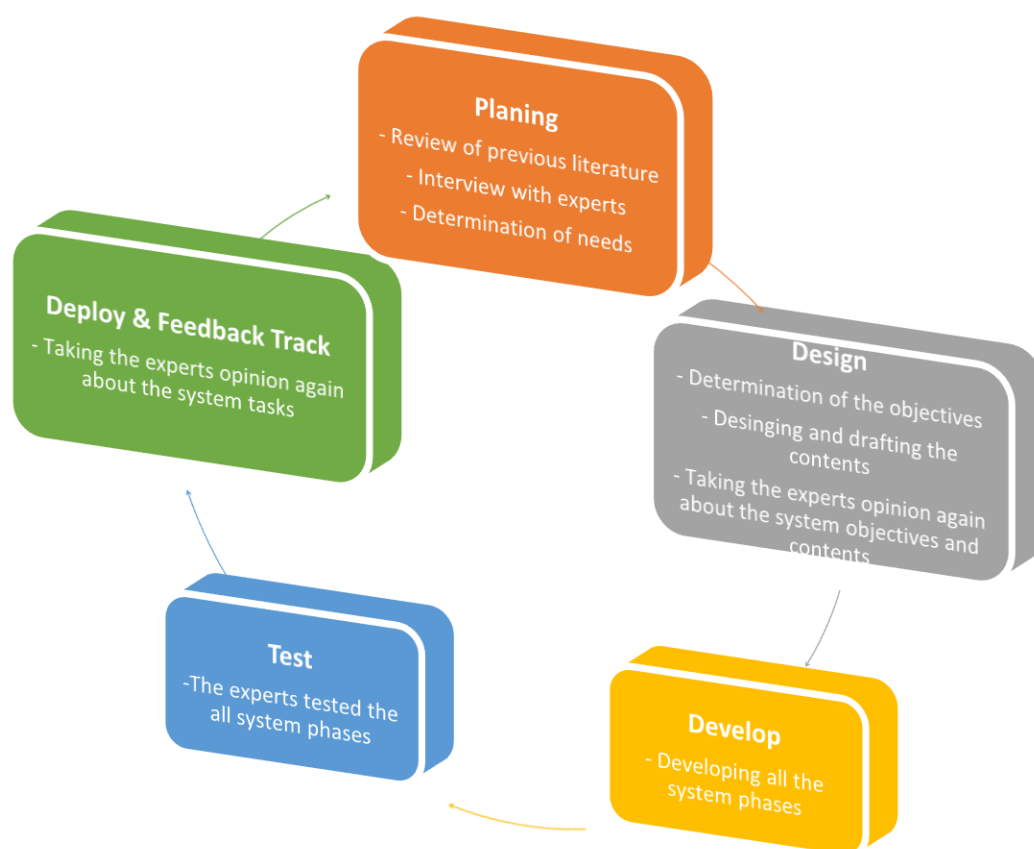 Planing
- Review of previous literature
- Interview with experts
- Determination of needs
Design
- Determination of the objectives
- Desinging and drafting the
contents
- Taking the experts opinion again
about the system objectives and
contents
Develop
- Developing all the
system phases
Test
-The experts tested the
all system phases
Deploy & Feedback Track
- Taking the experts opinion again
about the system tasks